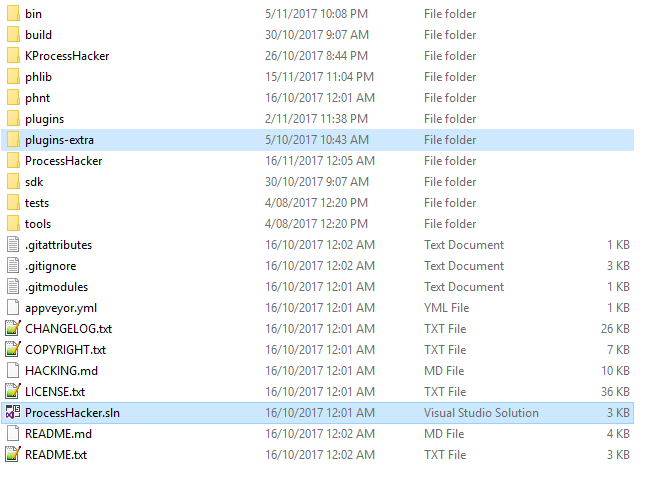 bin 5/11/2017 10:08 PM File folder
build 30/10/2017 9:07 AM File folder
KProcessHacker 26/10/2017 8:44 PM File folder
phlib 15/11/2017 11:04 PM File folder
phnt 16/10/2017 12:01 AM File folder
plugins 2/11/2017 11:38 PM File folder
plugins-extra 5/10/2017 10:43 AM File folder
ProcessHacker 16/11/2017 12:05 AM File folder
sdk 30/10/2017 9:07 AM File folder
tests 4/08/2017 12:20 PM File folder
tools 4/08/2017 12:20 PM File folder
.gitattributes 16/10/2017 12:02 AM Text Document 1 KB
.gitignore 16/10/2017 12:02 AM Text Document 3 KB
.gitmodules 16/10/2017 12:01 AM Text Document 1 KB
appveyor.yml 16/10/2017 12:01 AM YML File 1 KB
CHANGELOG.txt 16/10/2017 12:01 AM TXT File 26 KB
COPYRIGHT.txt 16/10/2017 12:01 AM TXT File 7 KB
HACKING.md 16/10/2017 12:01 AM MD File 10 KB
LICENSE.txt 16/10/2017 12:01 AM TXT File 36 KB
ProcessHacker.sln 16/10/2017 12:01 AM Visual Studio Solution 3 KB
README.md 16/10/2017 12:02 AM MD File 3 KB
README.txt 16/10/2017 12:02 AM TXT File 3 KB